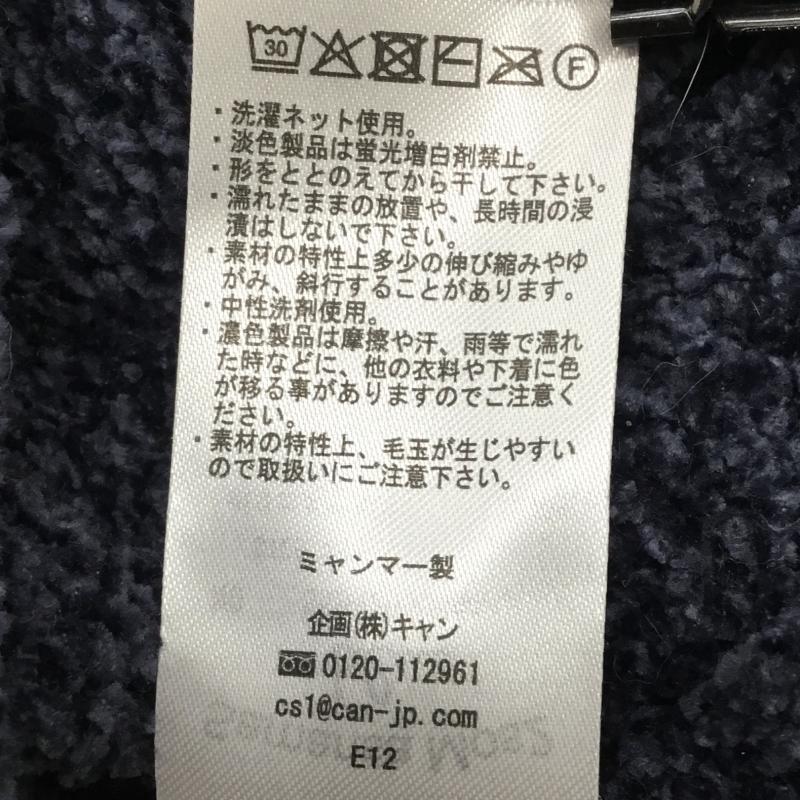 30 F
・洗濯ネット使用。
・淡色製品は蛍光増白剤禁止。
・形をととのえてから干して下さい。
・濡れたままの放置や、長時間の浸
漬はしないで下さい。
・素材の特性上多少の伸び縮みやゆ
がみ、斜行することがあります。
・中性洗剤使用。
・濃色製品は摩擦や汗、雨等で濡れ
た時などに、他の衣料や下着に色
が移る事がありますのでご注意く
ださい。
・素材の特性上、毛玉が生じやすい
ので取扱いにご注意下さい。
ミャンマー製
企画(株)キャン
0120-112961
cs1@can-jp.com
E12